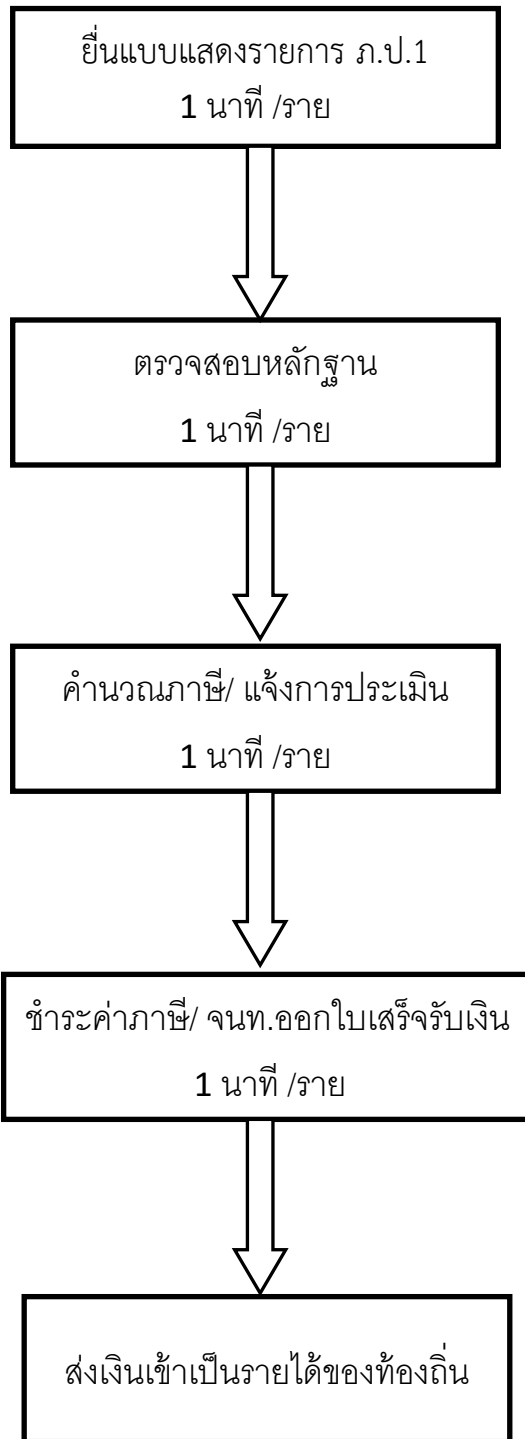 ยื่นแบบแสดงรายการ ภ.ป.1
1 นาที /ราย
ตรวจสอบหลักฐาน
1 นาที /ราย
คำนวณภาษี/ แจ้งการประเมิน
1 นาที /ราย
ชำระค่าภาษี/ จนท.ออกใบเสร็จรับเงิน
1 นาที /ราย
ส่งเงินเข้าเป็นรายได้ของท้องถิ่น